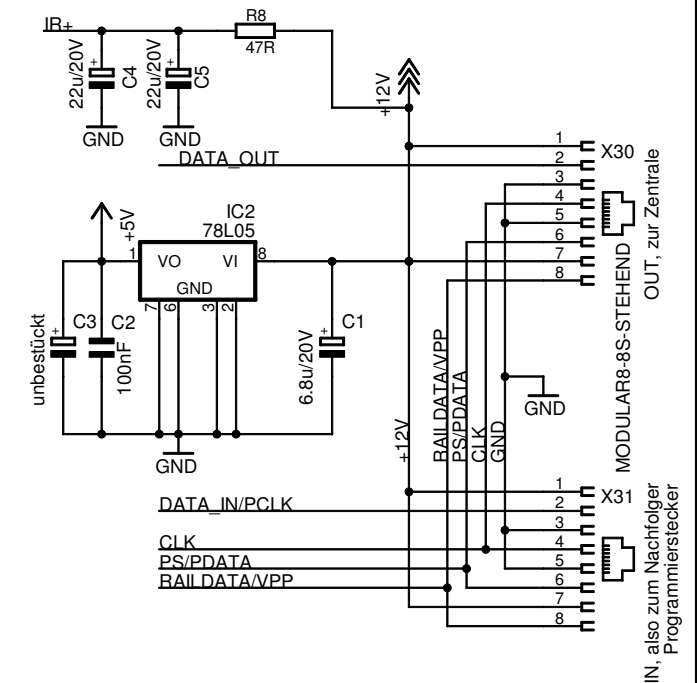 IR+
R8
47R
22u/20V
+
C4
22u/20V
+
C5
GND
GND
+12V
DATA_OUT
1
2
3
4
5
6
7
8
X30
MODULAR8-8S-STEHEND
OUT, zur Zentrale
+5V
IC2
78L05
1
VO
VI
8
GND
7
6
3
2
unbestückt
+
C3
C2
100nF
6.8u/20V
+
C1
GND
+12V
RAILDATA/VPP
PS/PDATA
CLK
GND
GND
DATA_IN/PCLK
CLK
PS/PDATA
RAILDATA/VPP
1
2
3
4
5
6
7
8
X31
IN, also zum Nachfolger
Programmierstecker